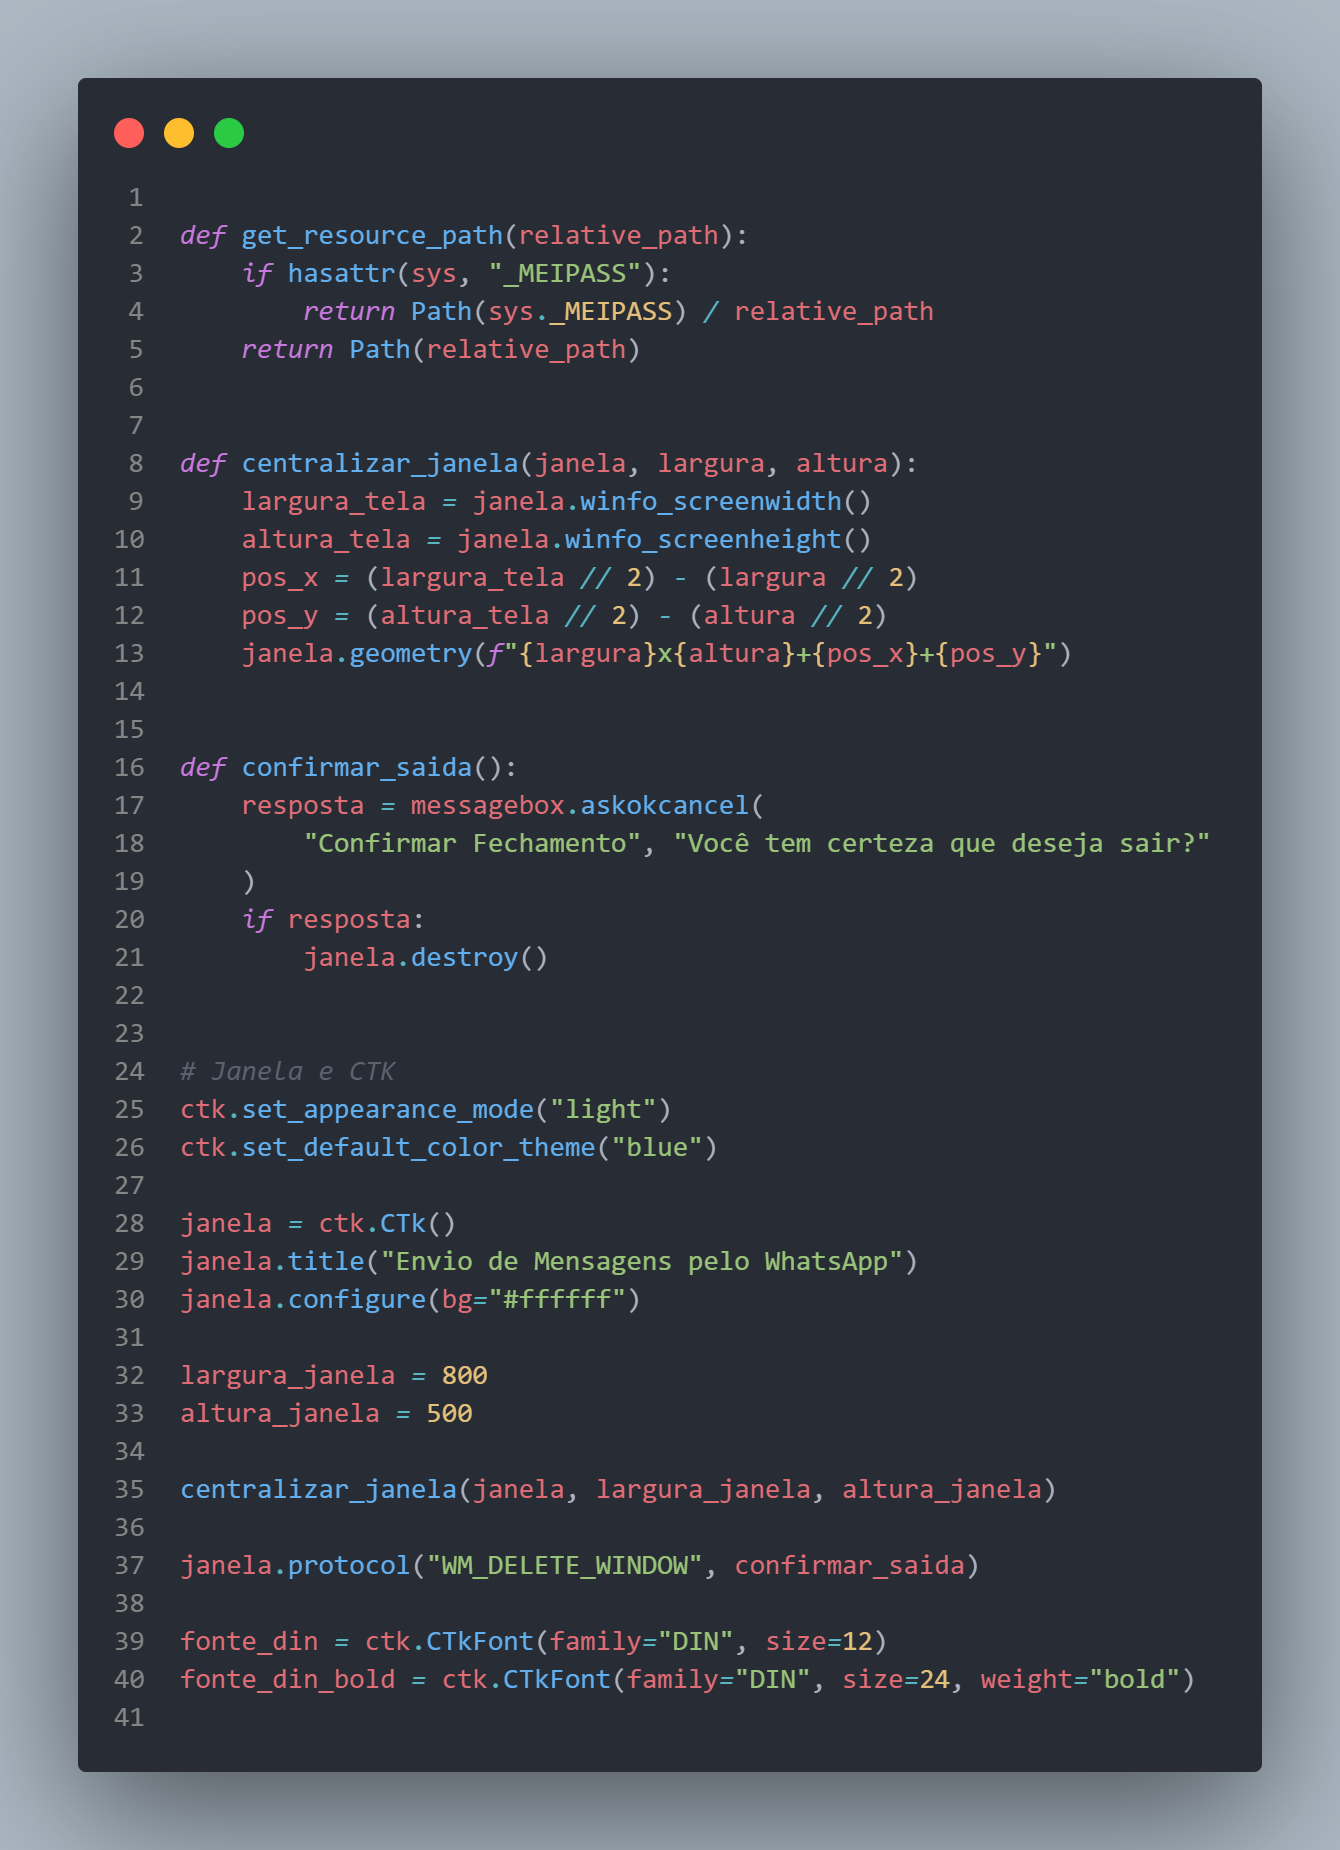 1
2 def get_resource_path(relative_path):
3     if hasattr(sys, "_MEIPASS"):
4         return Path(sys._MEIPASS) / relative_path
5     return Path(relative_path)
6
7
8 def centralizar_janela(janela, largura, altura):
9     largura_tela = janela.winfo_screenwidth()
10     altura_tela = janela.winfo_screenheight()
11     pos_x = (largura_tela // 2) - (largura // 2)
12     pos_y = (altura_tela // 2) - (altura // 2)
13     janela.geometry(f"{largura}x{altura}+{pos_x}+{pos_y}")
14
15
16 def confirmar_saida():
17     resposta = messagebox.askokcancel(
18         "Confirmar Fechamento", "Você tem certeza que deseja sair?"
19     )
20     if resposta:
21         janela.destroy()
22
23
24 # Janela e CTK
25 ctk.set_appearance_mode("light")
26 ctk.set_default_color_theme("blue")
27
28 janela = ctk.CTk()
29 janela.title("Envio de Mensagens pelo WhatsApp")
30 janela.configure(bg="#ffffff")
31
32 largura_janela = 800
33 altura_janela = 500
34
35 centralizar_janela(janela, largura_janela, altura_janela)
36
37 janela.protocol("WM_DELETE_WINDOW", confirmar_saida)
38
39 fonte_din = ctk.CTkFont(family="DIN", size=12)
40 fonte_din_bold = ctk.CTkFont(family="DIN", size=24, weight="bold")
41